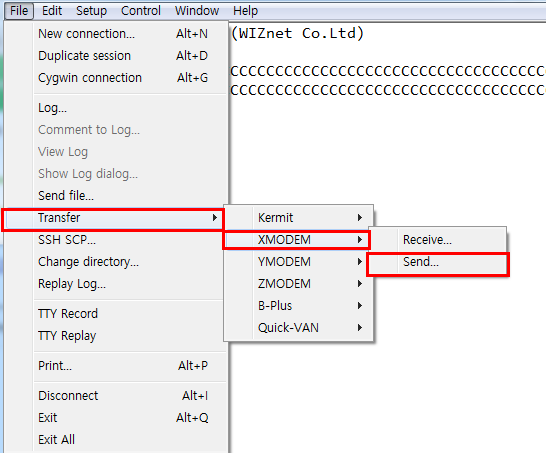 File Edit Setup Control Window Help
New connection... Alt+N
(WIZnet Co.Ltd)
Duplicate session Alt+D
Cygwin connection Alt+G
CCCCCCCCCCCCCCCCCCCCCCCCCCCCCCCCCCC
CCCCCCCCCCCCCCCCCCCCCCCCCCCCCCCCCCC
Log...
Comment to Log...
View Log
Show Log dialog...
Send file...
Transfer
SSH SCP...
Change directory...
Replay Log...
TTY Record
TTY Replay
Print... Alt+P
Disconnect Alt+I
Exit Alt+Q
Exit All
Kermit
XMODEM
YMODEM
ZMODEM
B-Plus
Quick-VAN
Receive...
Send...